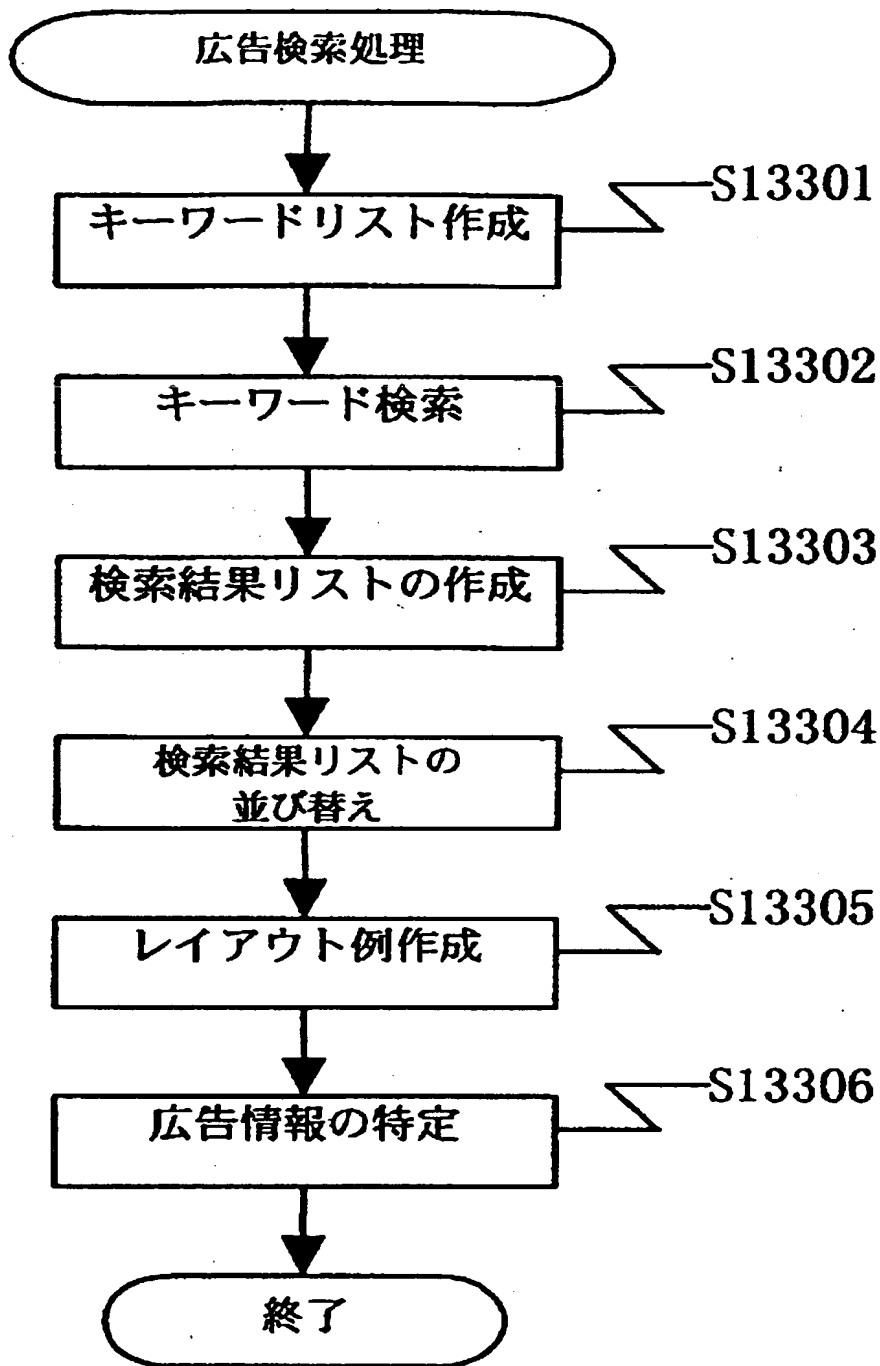 広告検索処理
キーワードリスト作成
S13301
キーワード検索
S13302
検索結果リストの作成
S13303
検索結果リストの
並び替え
S13304
レイアウト例作成
S13305
広告情報の特定
S13306
終了